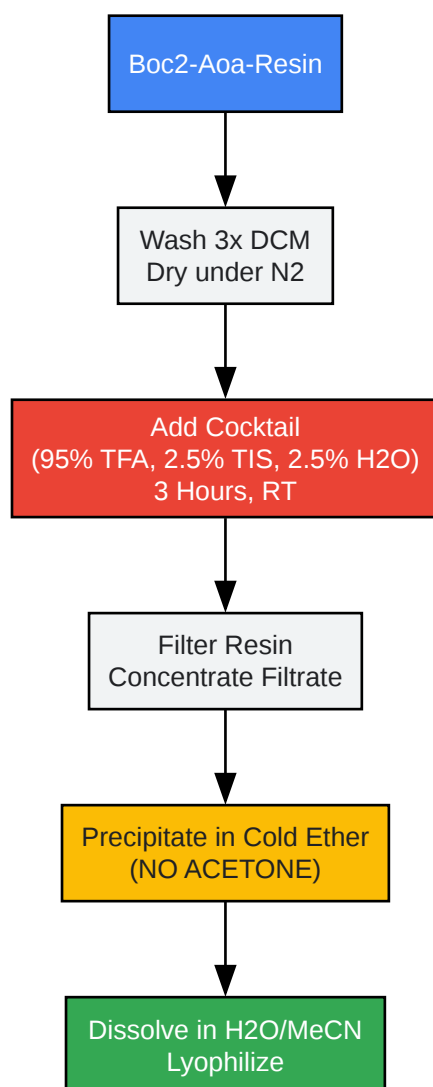 Boc2-Aoa-Resin
Wash 3x DCM
Dry under N2
Add Cocktail
(95% TFA, 2.5% TIS, 2.5% H2O)
3 Hours, RT
Filter Resin
Concentrate Filtrate
Precipitate in Cold Ether
(NO ACETONE)
Dissolve in H2O/MeCN
Lyophilize